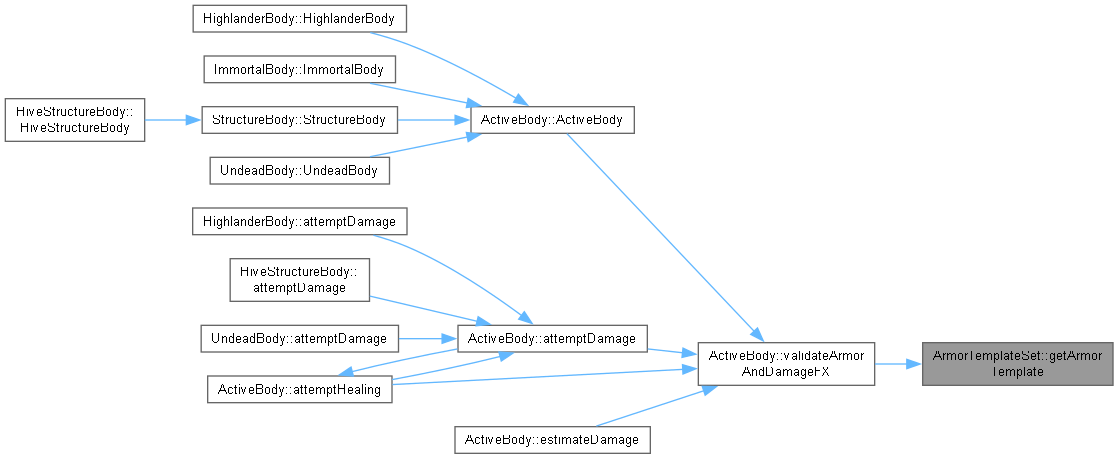 HighlanderBody::HighlanderBody
ImmortalBody::ImmortalBody
HiveStructureBody::
HiveStructureBody
StructureBody::StructureBody
ActiveBody::ActiveBody
UndeadBody::UndeadBody
HighlanderBody::attemptDamage
HiveStructureBody::
attemptDamage
UndeadBody::attemptDamage
ActiveBody::attemptDamage
ActiveBody::attemptHealing
ActiveBody::estimateDamage
ActiveBody::validateArmor
AndDamageFX
ArmorTemplateSet::getArmor
Template